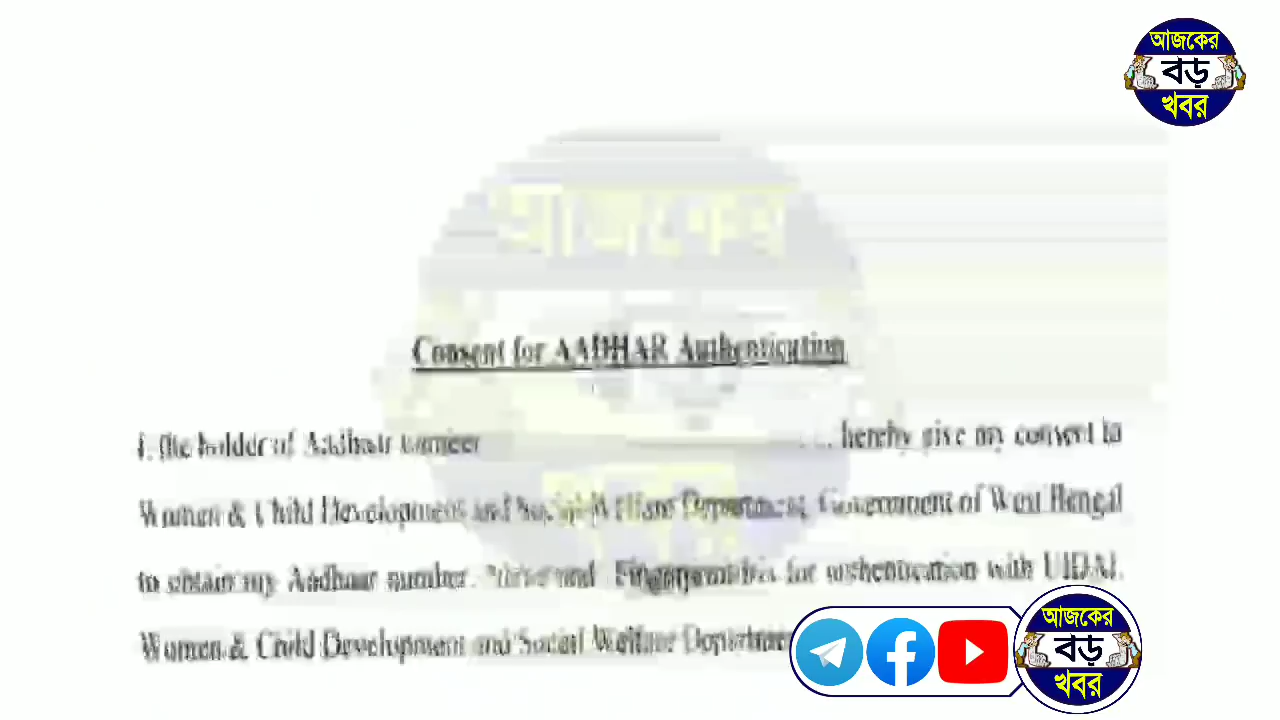 আজকের
বড়
খবর
আজকের
Consent for AADHAR Authentication
I, the holder of Aadhaar number hereby give my consent to
Women & Child Development and Social Welfare Department, Government of West Bengal
to obtain my Aadhaar number, and Fingerprint/Iris for authentication with UIDAI.
Women & Child Development and Social Welfare
আজকের
বড়
খবর